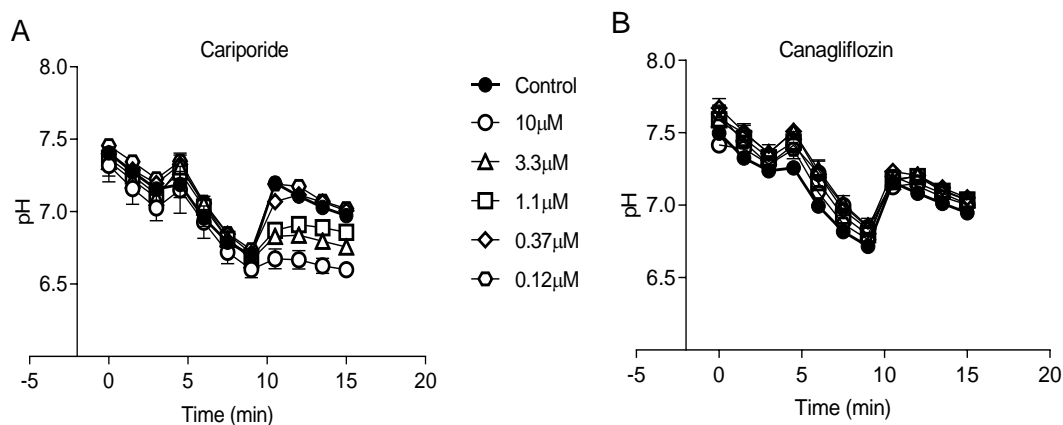 A
Cariporide
8.0
7.5
7.0
6.5
pH
-5
0
5
10
15
20
Time (min)
Control
10μM
3.3μM
1.1μM
0.37μM
0.12μM
B
Canagliflozin
8.0
7.5
7.0
6.5
pH
-5
0
5
10
15
20
Time (min)